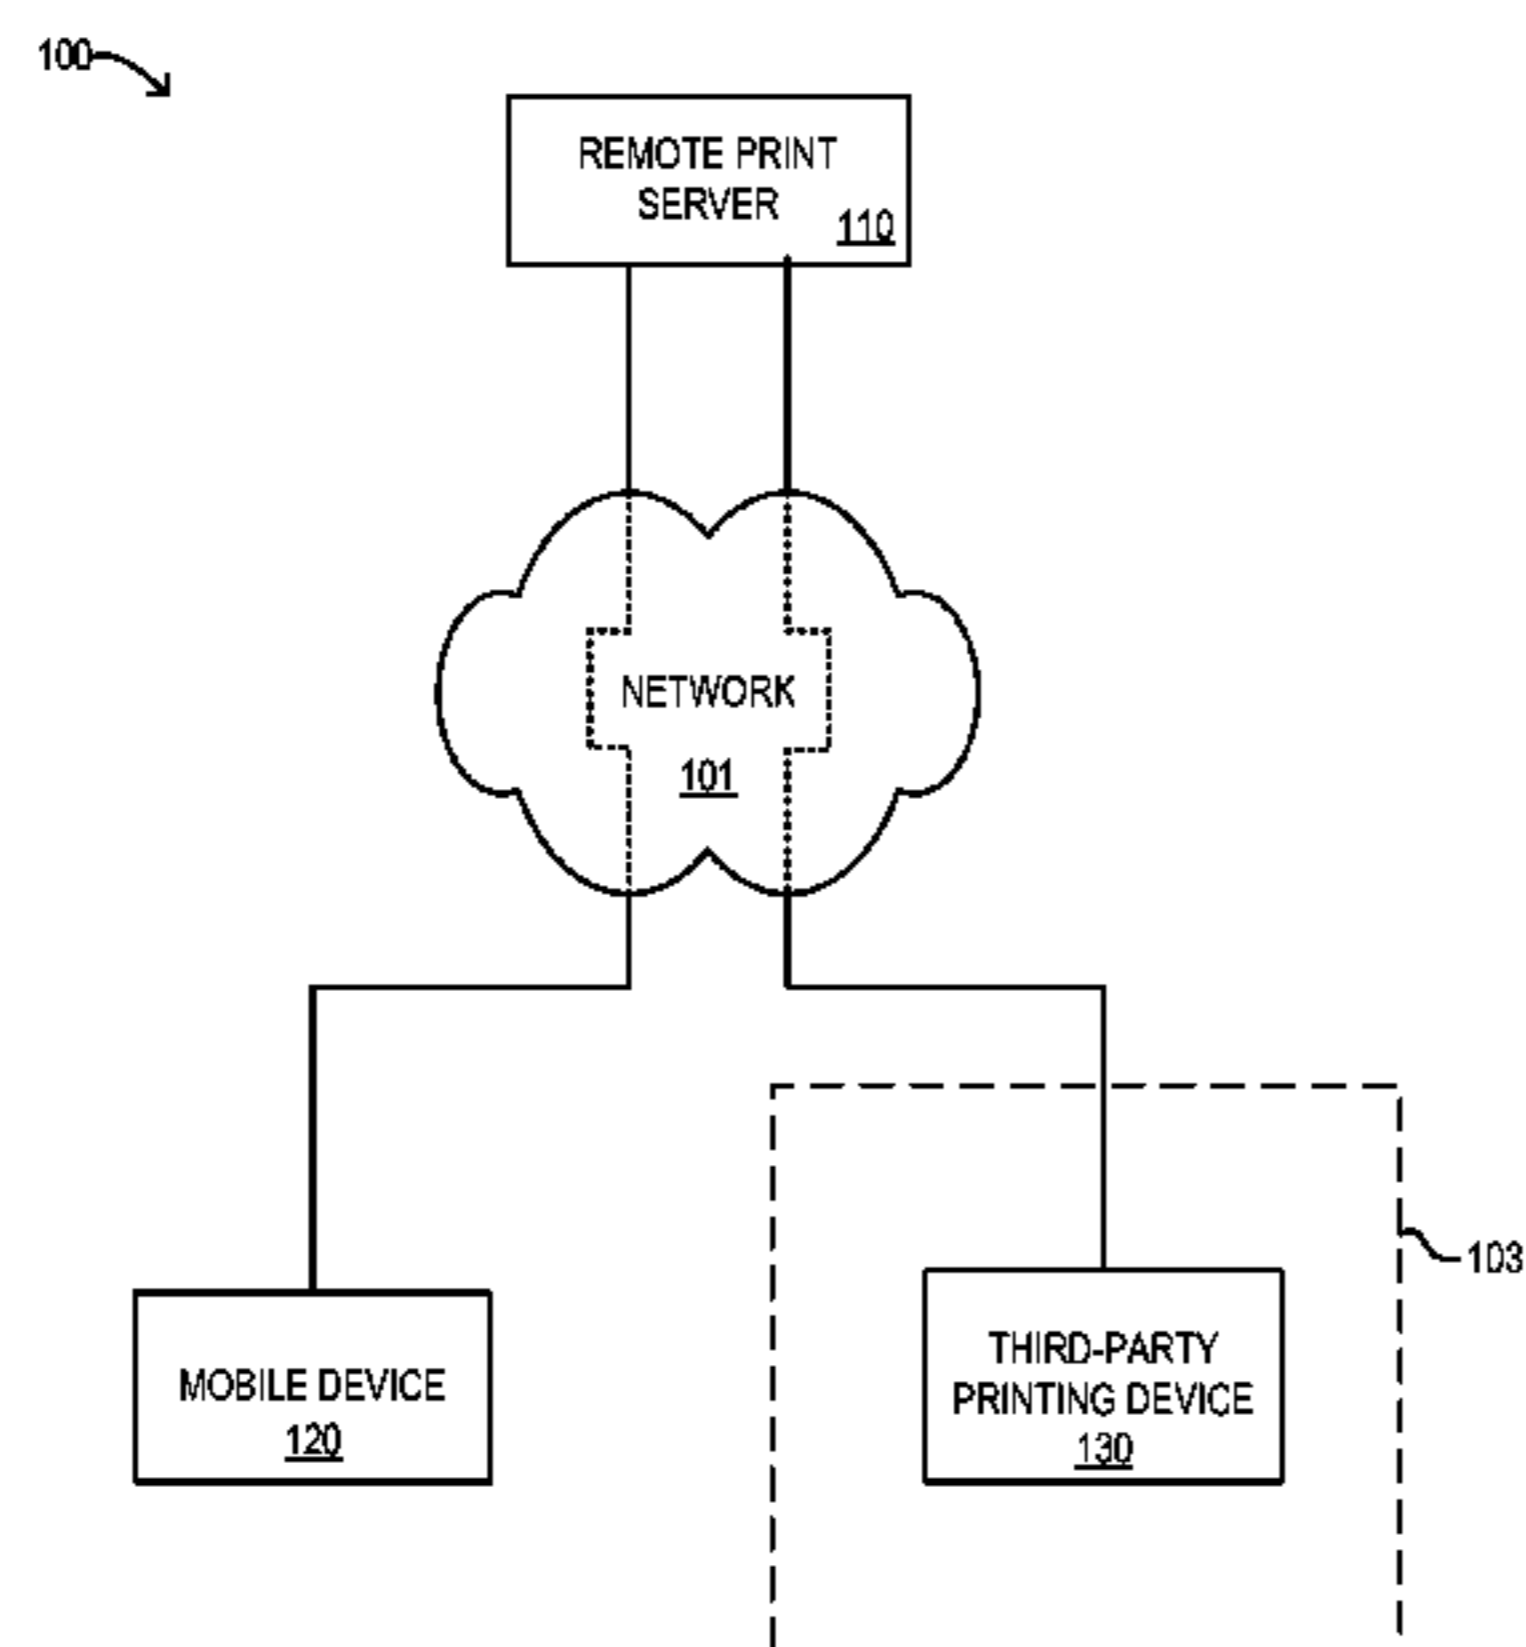 100
REMOTE PRINT
SERVER
110
NETWORK
101
103
MOBILE DEVICE
120
THIRD-PARTY
PRINTING DEVICE
130